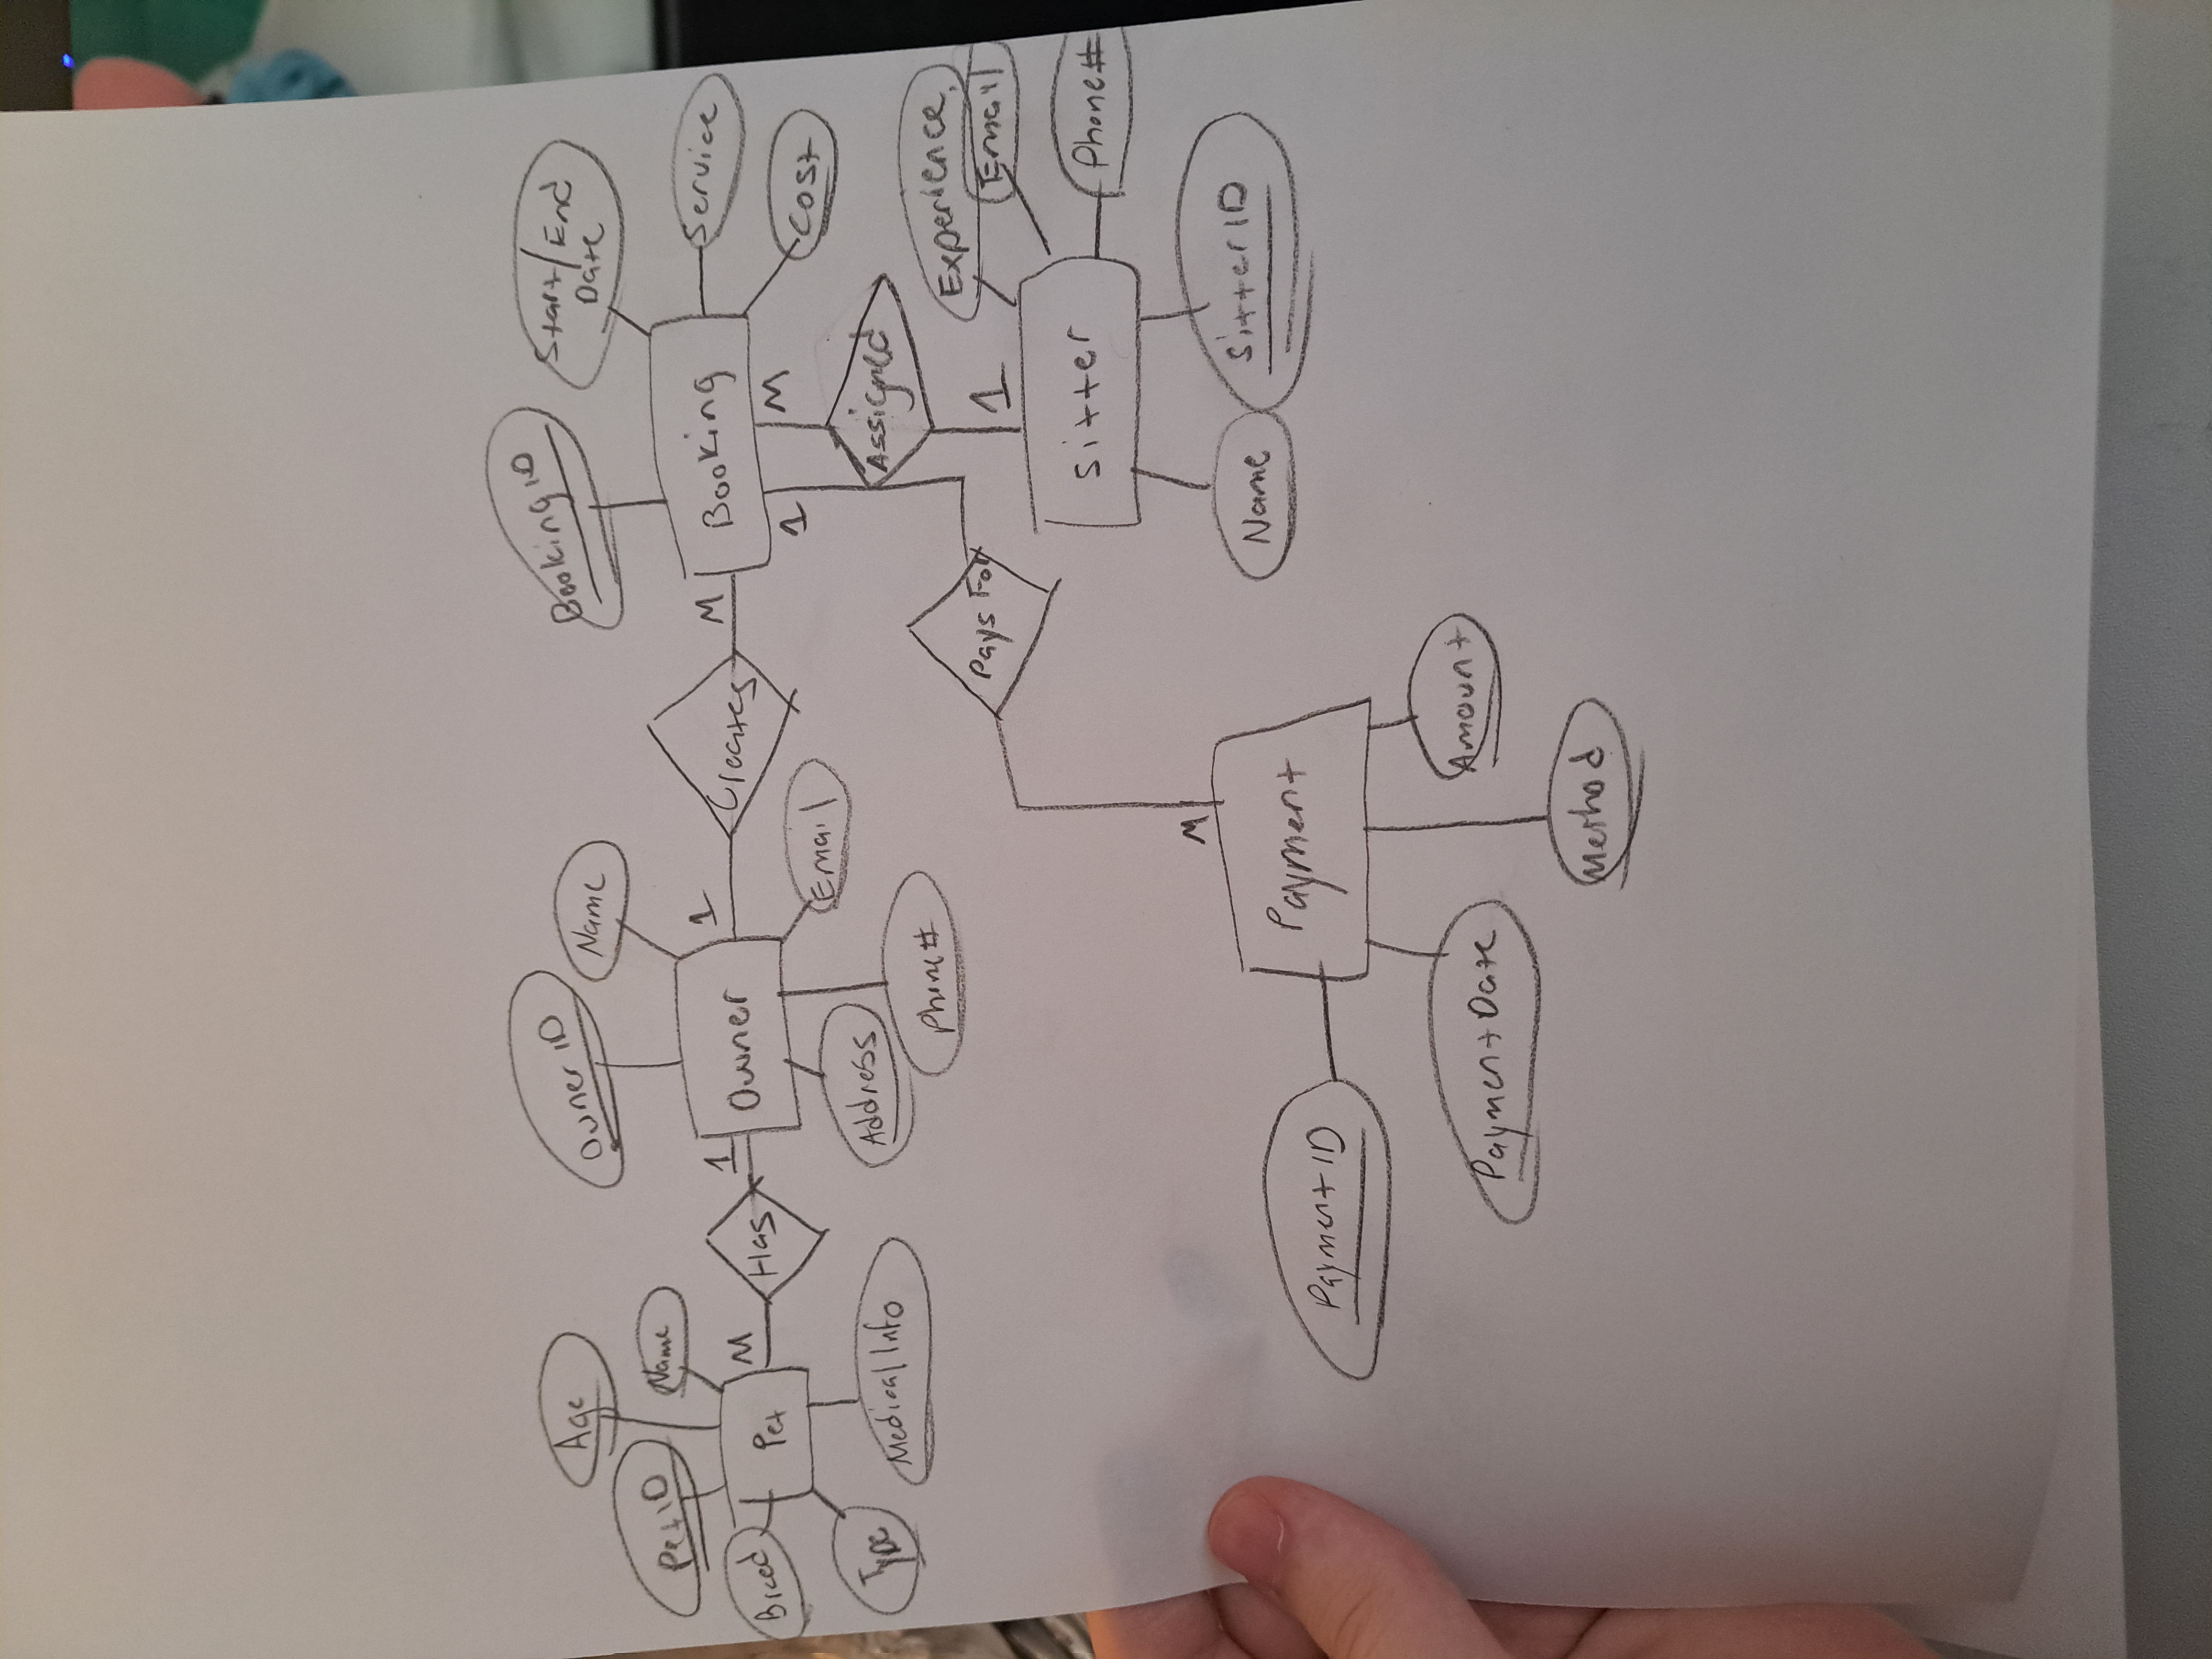 Age
Pet ID
Name
Breed
Pet
Type
Medical Info
M
Has
1
Owner ID
Name
Owner
Address
Phone#
Email
1
Creates
M
Booking ID
Start/End
Date
Booking
Service
Cost
1
M
Assigned
Pays For
1
Experience
Email
Sitter
Phone#
Name
Sitter ID
M
Payment
Payment ID
Payment Date
Amount
Method